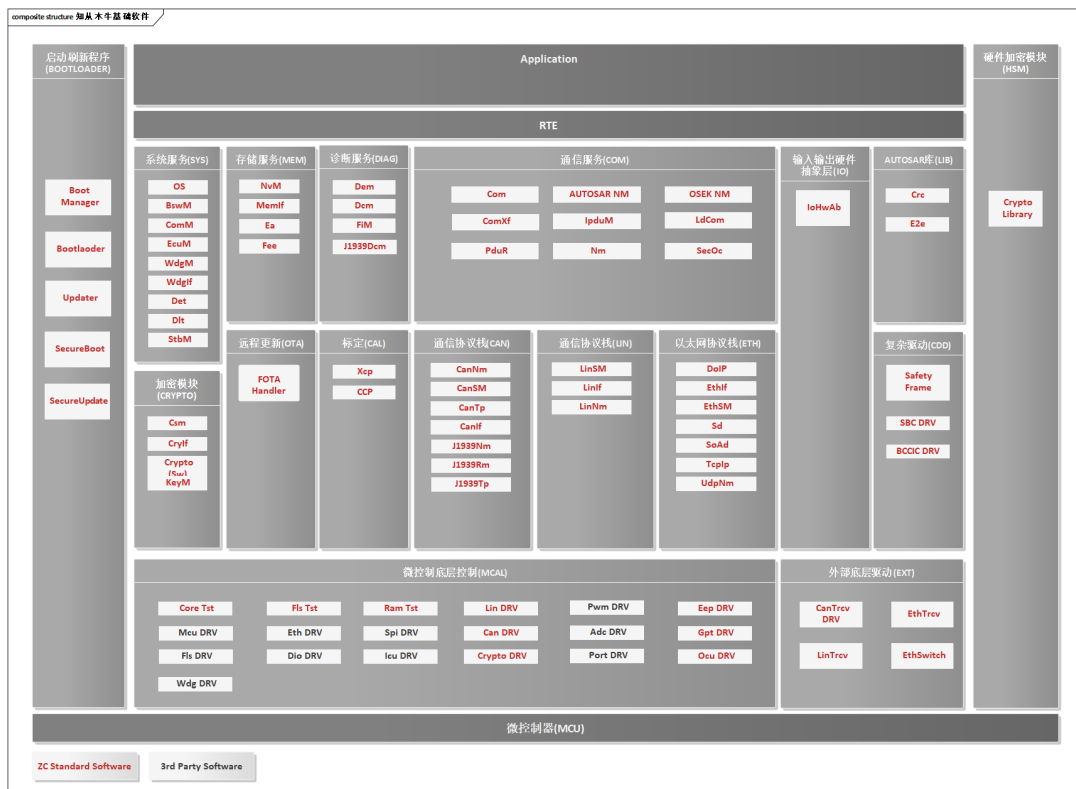 composite structure 知从木牛基础软件
启动刷新程序
(BOOTLOADER)
Boot
Manager
Bootlaoder
Updater
SecureBoot
SecureUpdate
Application
RTE
系统服务(SYS)
OS
BswM
ComM
EcuM
WdgM
WdgIf
Det
Dlt
StbM
存储服务(MEM)
NvM
MemIf
Ea
Fee
诊断服务(DIAG)
Dem
Dcm
FiM
J1939Dcm
通信服务(COM)
Com
AUTOSAR NM
OSEK NM
ComXf
IpduM
LdCom
PduR
Nm
SecOc
输入输出硬件
抽象层(IO)
IoHwAb
AUTOSAR库(LIB)
Crc
E2e
加密模块
(CRYPTO)
Csm
CryIf
Crypto
(Sw)
KeyM
远程更新(OTA)
FOTA
Handler
标定(CAL)
Xcp
CCP
通信协议栈(CAN)
CanNm
CanSM
CanTp
CanIf
J1939Nm
J1939Rm
J1939Tp
通信协议栈(LIN)
LinSM
LinIf
LinNm
以太网协议栈(ETH)
DoIP
EthIf
EthSM
Sd
SoAd
TcpIp
UdpNm
复杂驱动(CDD)
Safety
Frame
SBC DRV
BCCIC DRV
微控制底层控制(MCAL)
Core Tst
Fls Tst
Ram Tst
Lin DRV
Pwm DRV
Eep DRV
Mcu DRV
Eth DRV
Spi DRV
Can DRV
Adc DRV
Gpt DRV
Fls DRV
Dio DRV
Icu DRV
Crypto DRV
Port DRV
Ocu DRV
Wdg DRV
外部底层驱动(EXT)
CanTrcv
DRV
EthTrcv
LinTrcv
EthSwitch
硬件加密模块
(HSM)
Crypto
Library
微控制器(MCU)
ZC Standard Software
3rd Party Software